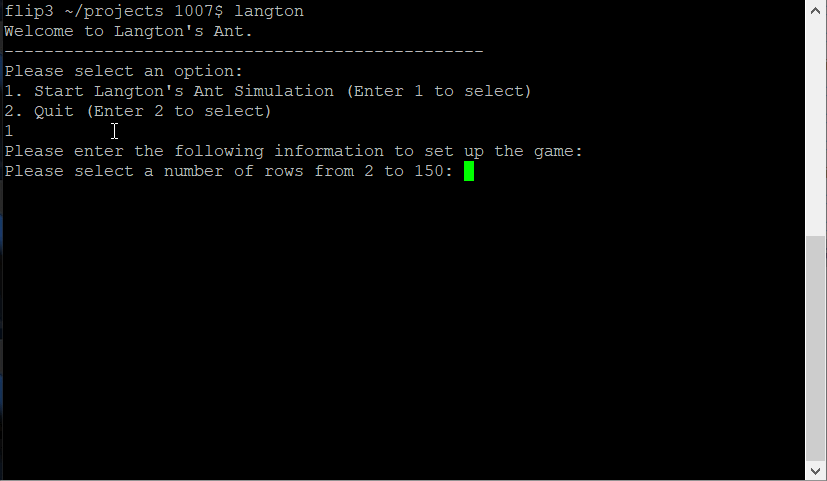 flip3 ~/projects 1007$ langton
Welcome to Langton's Ant.
------------------------------------------------
Please select an option:
1. Start Langton's Ant Simulation (Enter 1 to select)
2. Quit (Enter 2 to select)
1
Please enter the following information to set up the game:
Please select a number of rows from 2 to 150: